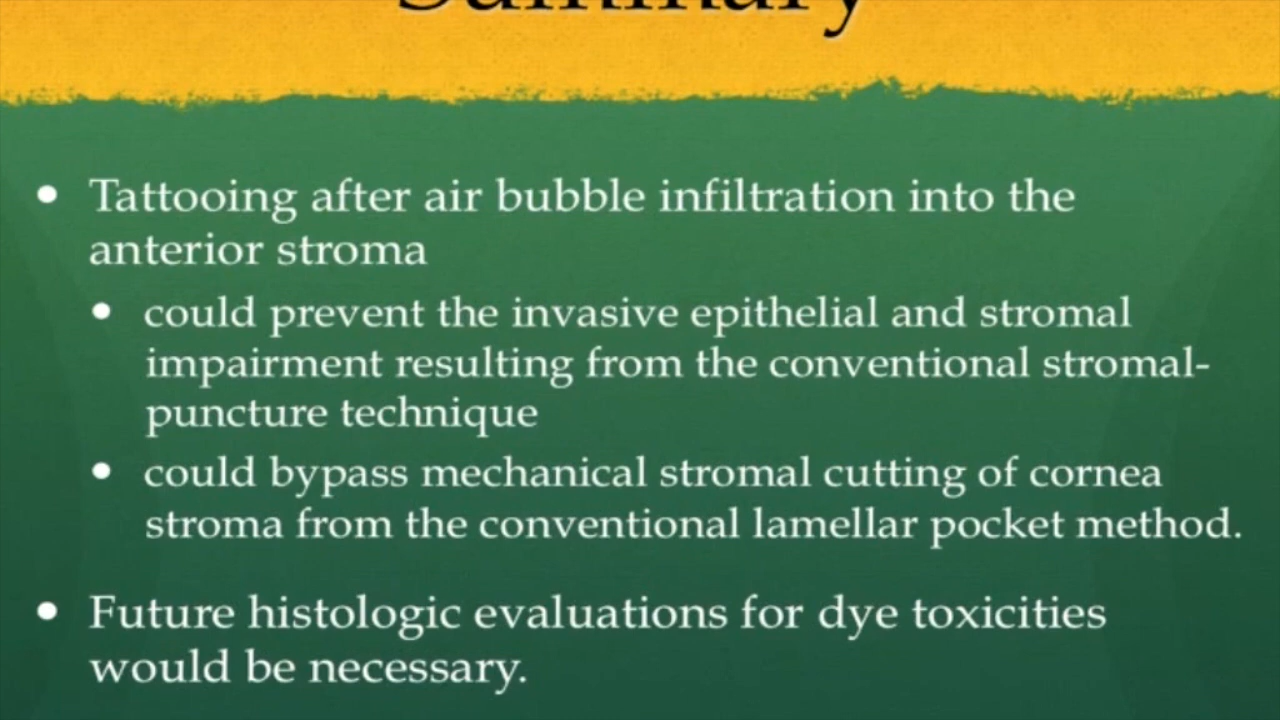 Summary
• Tattooing after air bubble infiltration into the
anterior stroma
• could prevent the invasive epithelial and stromal
impairment resulting from the conventional stromal-
puncture technique
• could bypass mechanical stromal cutting of cornea
stroma from the conventional lamellar pocket method.
• Future histologic evaluations for dye toxicities
would be necessary.